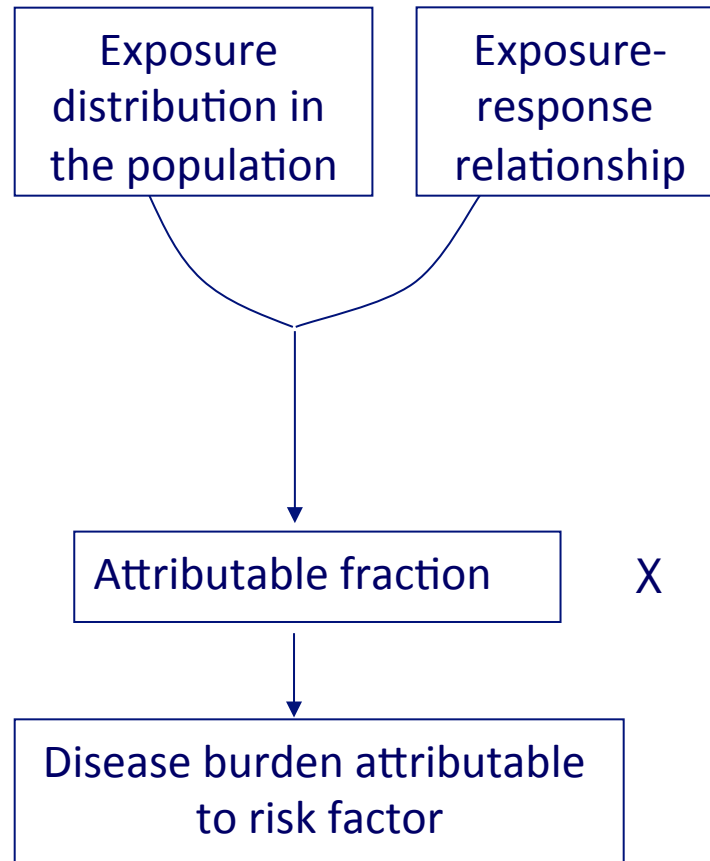 Exposure
distribution in
the population
Exposure-
response
relationship
Attributable fraction
X
Disease burden attributable
to risk factor